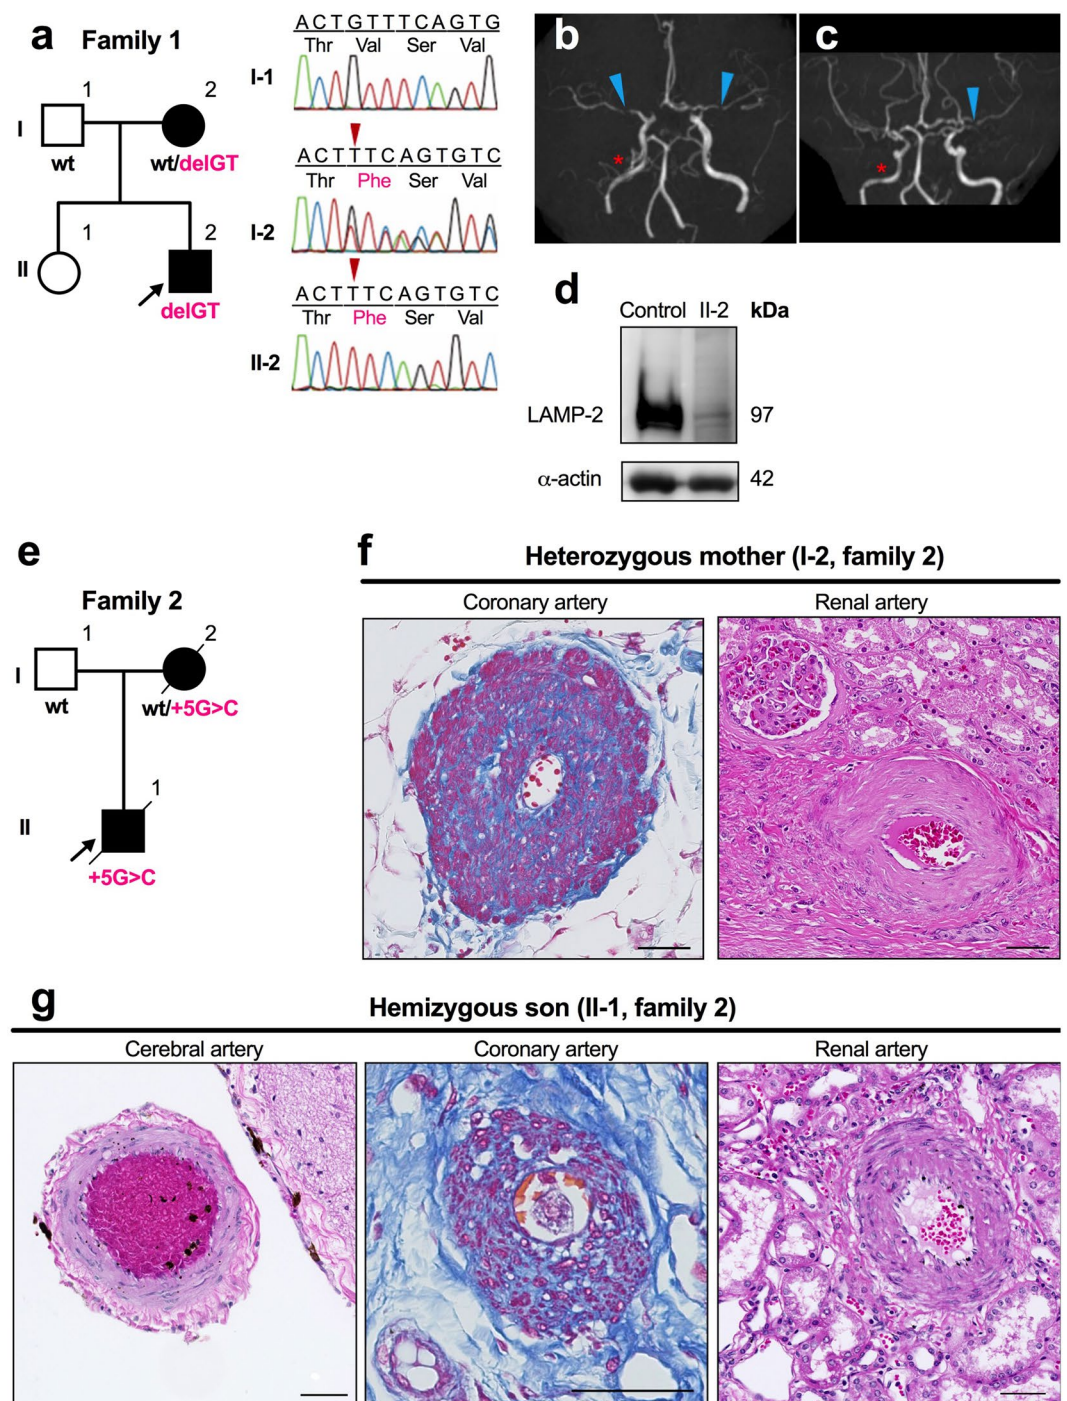 a Family 1
1 2
I
wt wt/delGT
1 2
II
delGT
A C T G T T T C A G T G
Thr Val Ser Val
I-1
A C T T T C A G T G T C
Thr Phe Ser Val
I-2
A C T T T C A G T G T C
Thr Phe Ser Val
II-2
b
*
c
*
d
Control II-2 kDa
LAMP-2 97
α-actin 42
e
Family 2
1 2
I
wt wt/+5G>C
1
II
+5G>C
f
Heterozygous mother (I-2, family 2)
Coronary artery Renal artery
g
Hemizygous son (II-1, family 2)
Cerebral artery Coronary artery Renal artery